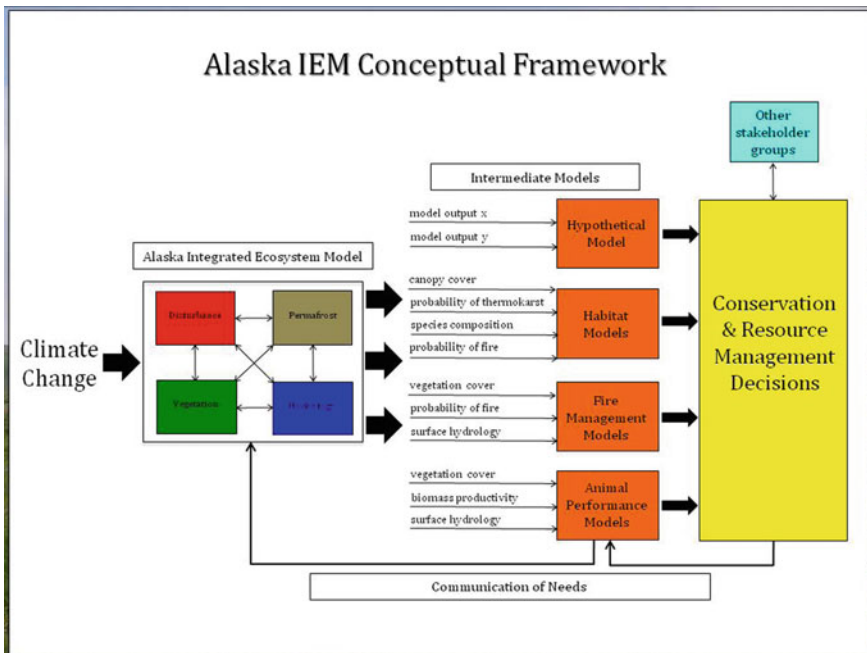 Alaska IEM Conceptual Framework
Other
stakeholder
groups
Intermediate Models
model output x
model output y
Hypothetical
Model
Alaska Integrated Ecosystem Model
Climate
Change
Disturbance
Permafrost
Vegetation
canopy cover
probability of thermokarst
species composition
probability of fire
Habitat
Models
vegetation cover
probability of fire
surface hydrology
Fire
Management
Models
vegetation cover
biomass productivity
surface hydrology
Animal
Performance
Models
Conservation
& Resource
Management
Decisions
Communication of Needs